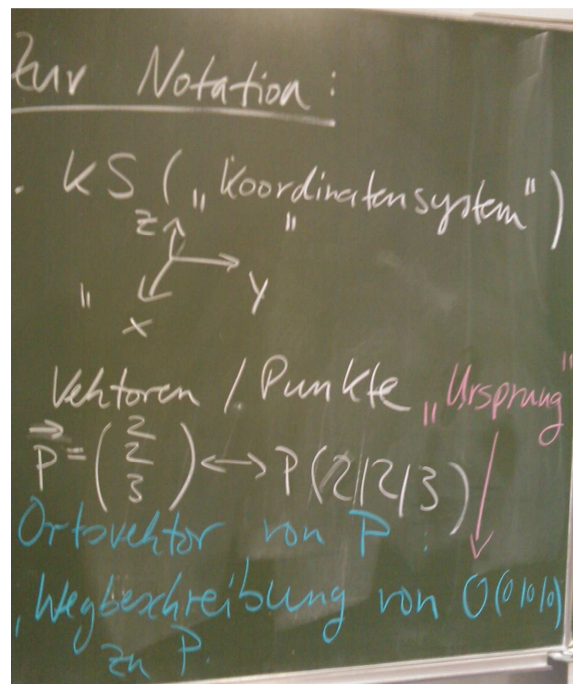 Zur Notation:
. KS („Koordinatensystem")
"
z
" y
x
Vektoren / Punkte „Ursprung"
p = ( 2 2 3 ) ↔ P(2|2|3)
Ortsvektor von P :
„Wegbeschreibung von O(0|0|0)
zu P.